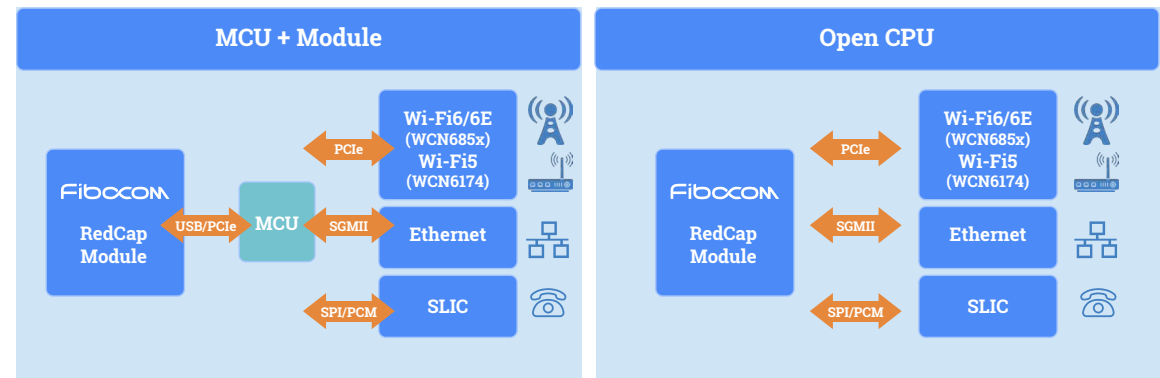 MCU + Module
Fibocom
RedCap
Module
USB/PCIe
MCU
PCIe
SGMII
SPI/PCM
Wi-Fi6/6E
(WCN685x)
Wi-Fi5
(WCN6174)
Ethernet
SLIC
Open CPU
Fibocom
RedCap
Module
PCIe
SGMII
SPI/PCM
Wi-Fi6/6E
(WCN685x)
Wi-Fi5
(WCN6174)
Ethernet
SLIC